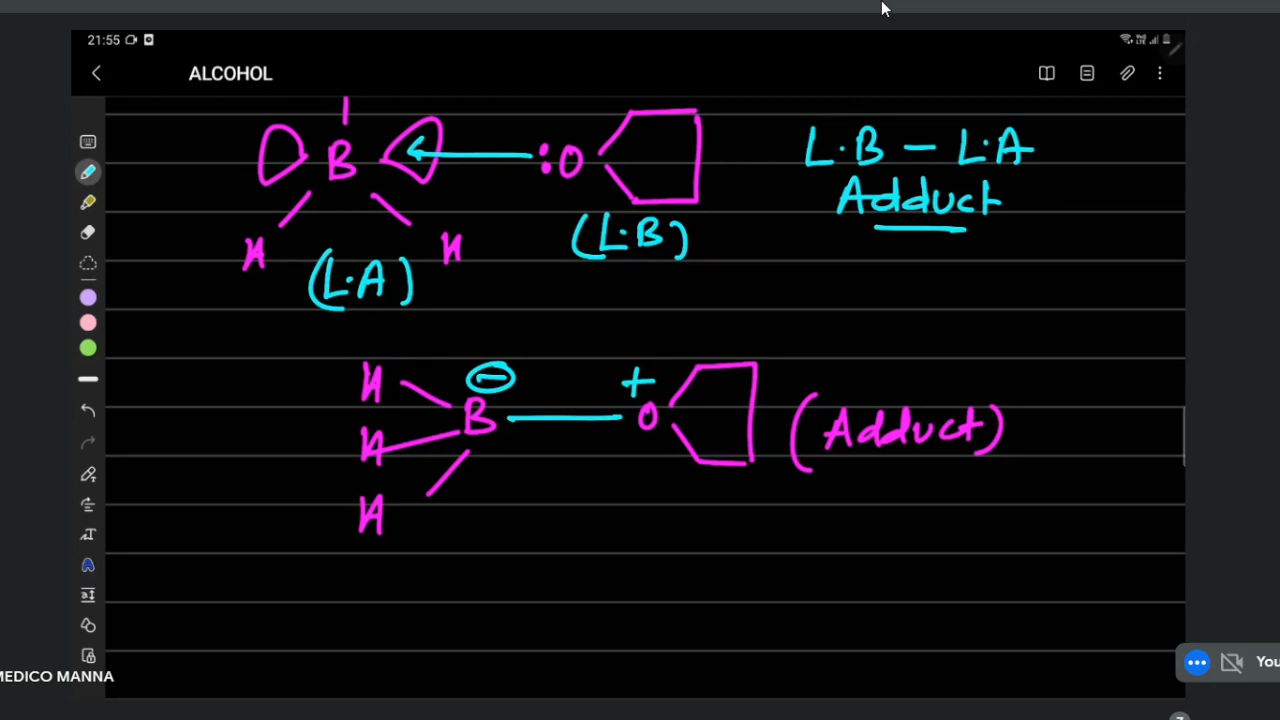 21:55
ALCOHOL
B :O L.B - L.A
Adduct
H H (L.B)
(L.A)
H ⊖ +
B O (Adduct)
H
H
MEDICO MANNA
You